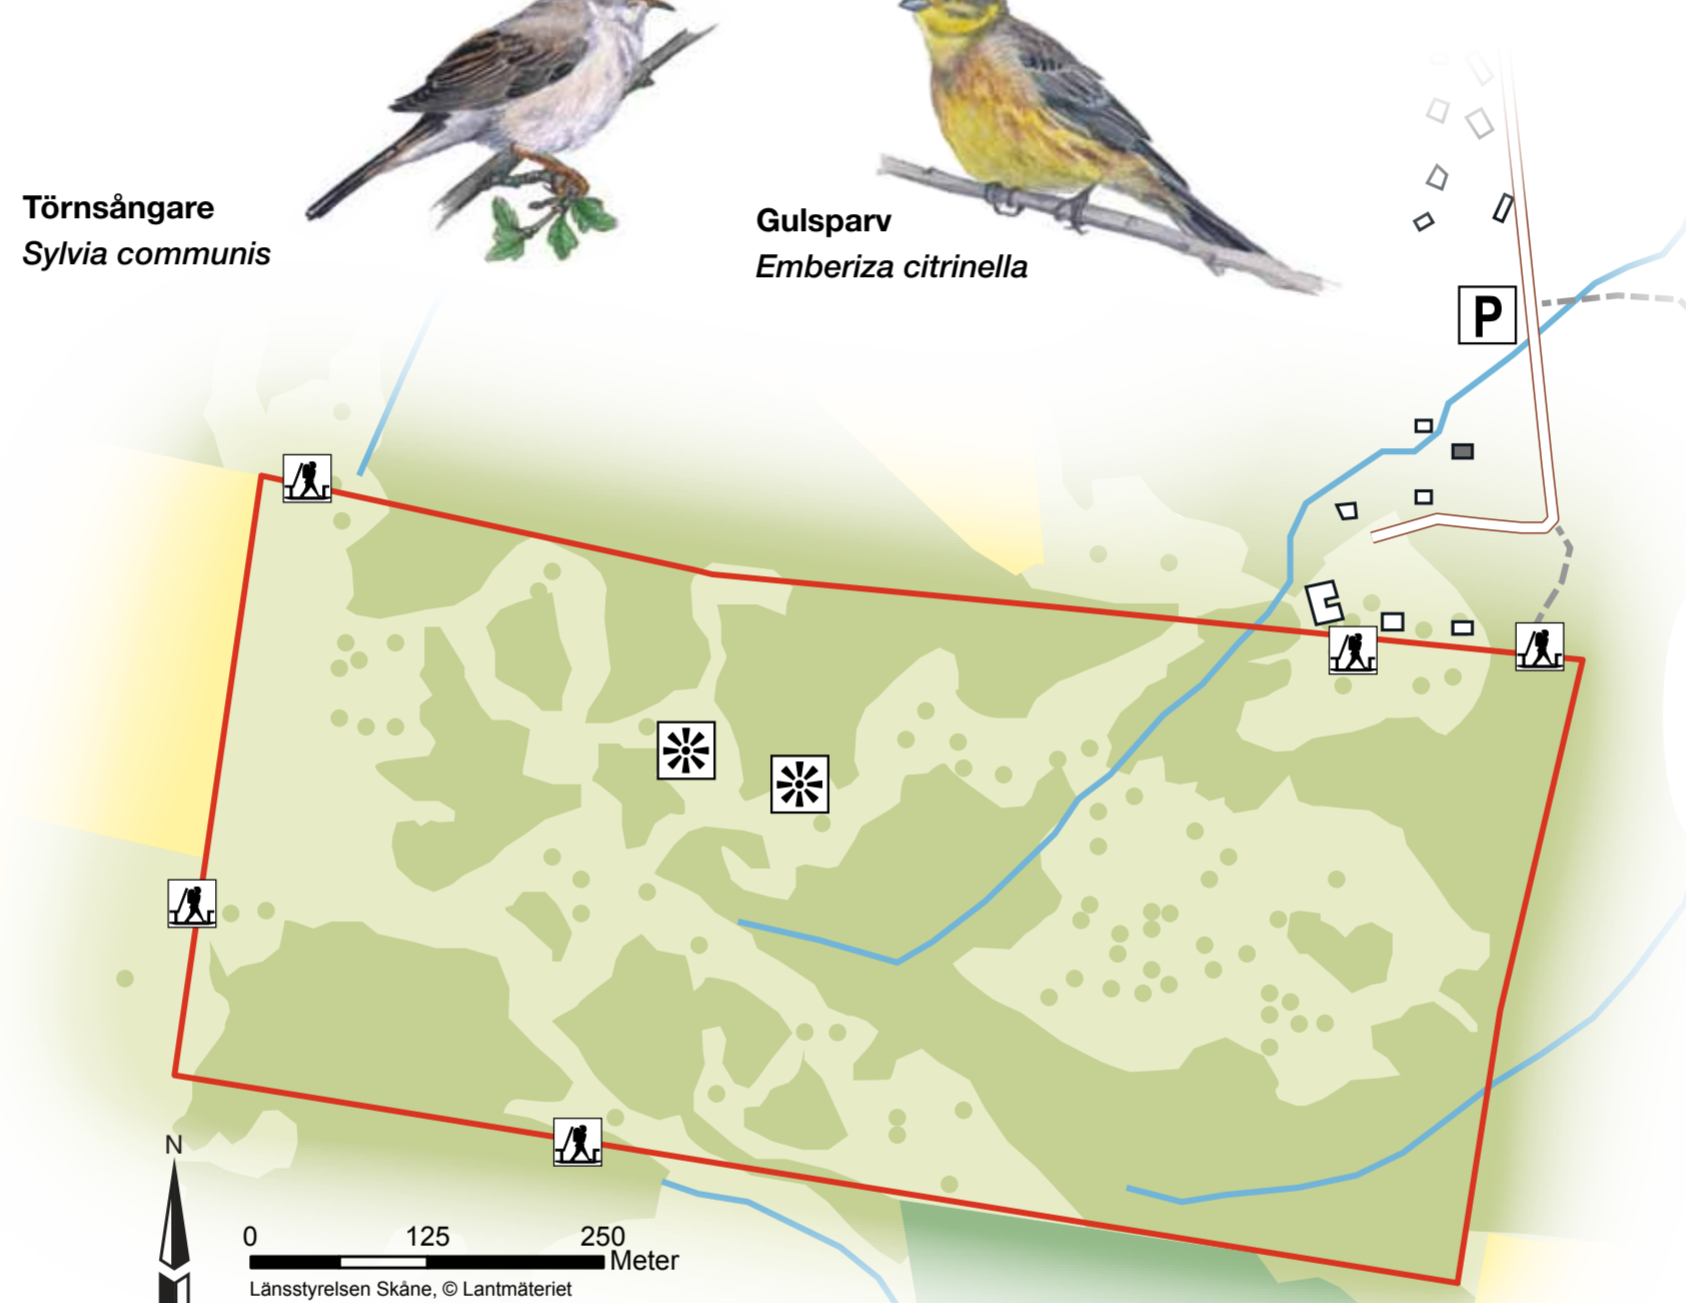 Törnsångare
Sylvia communis
Gulsparv
Emberiza citrinella
P
N
0 125 250
Meter
Länsstyrelsen Skåne, © Lantmäteriet